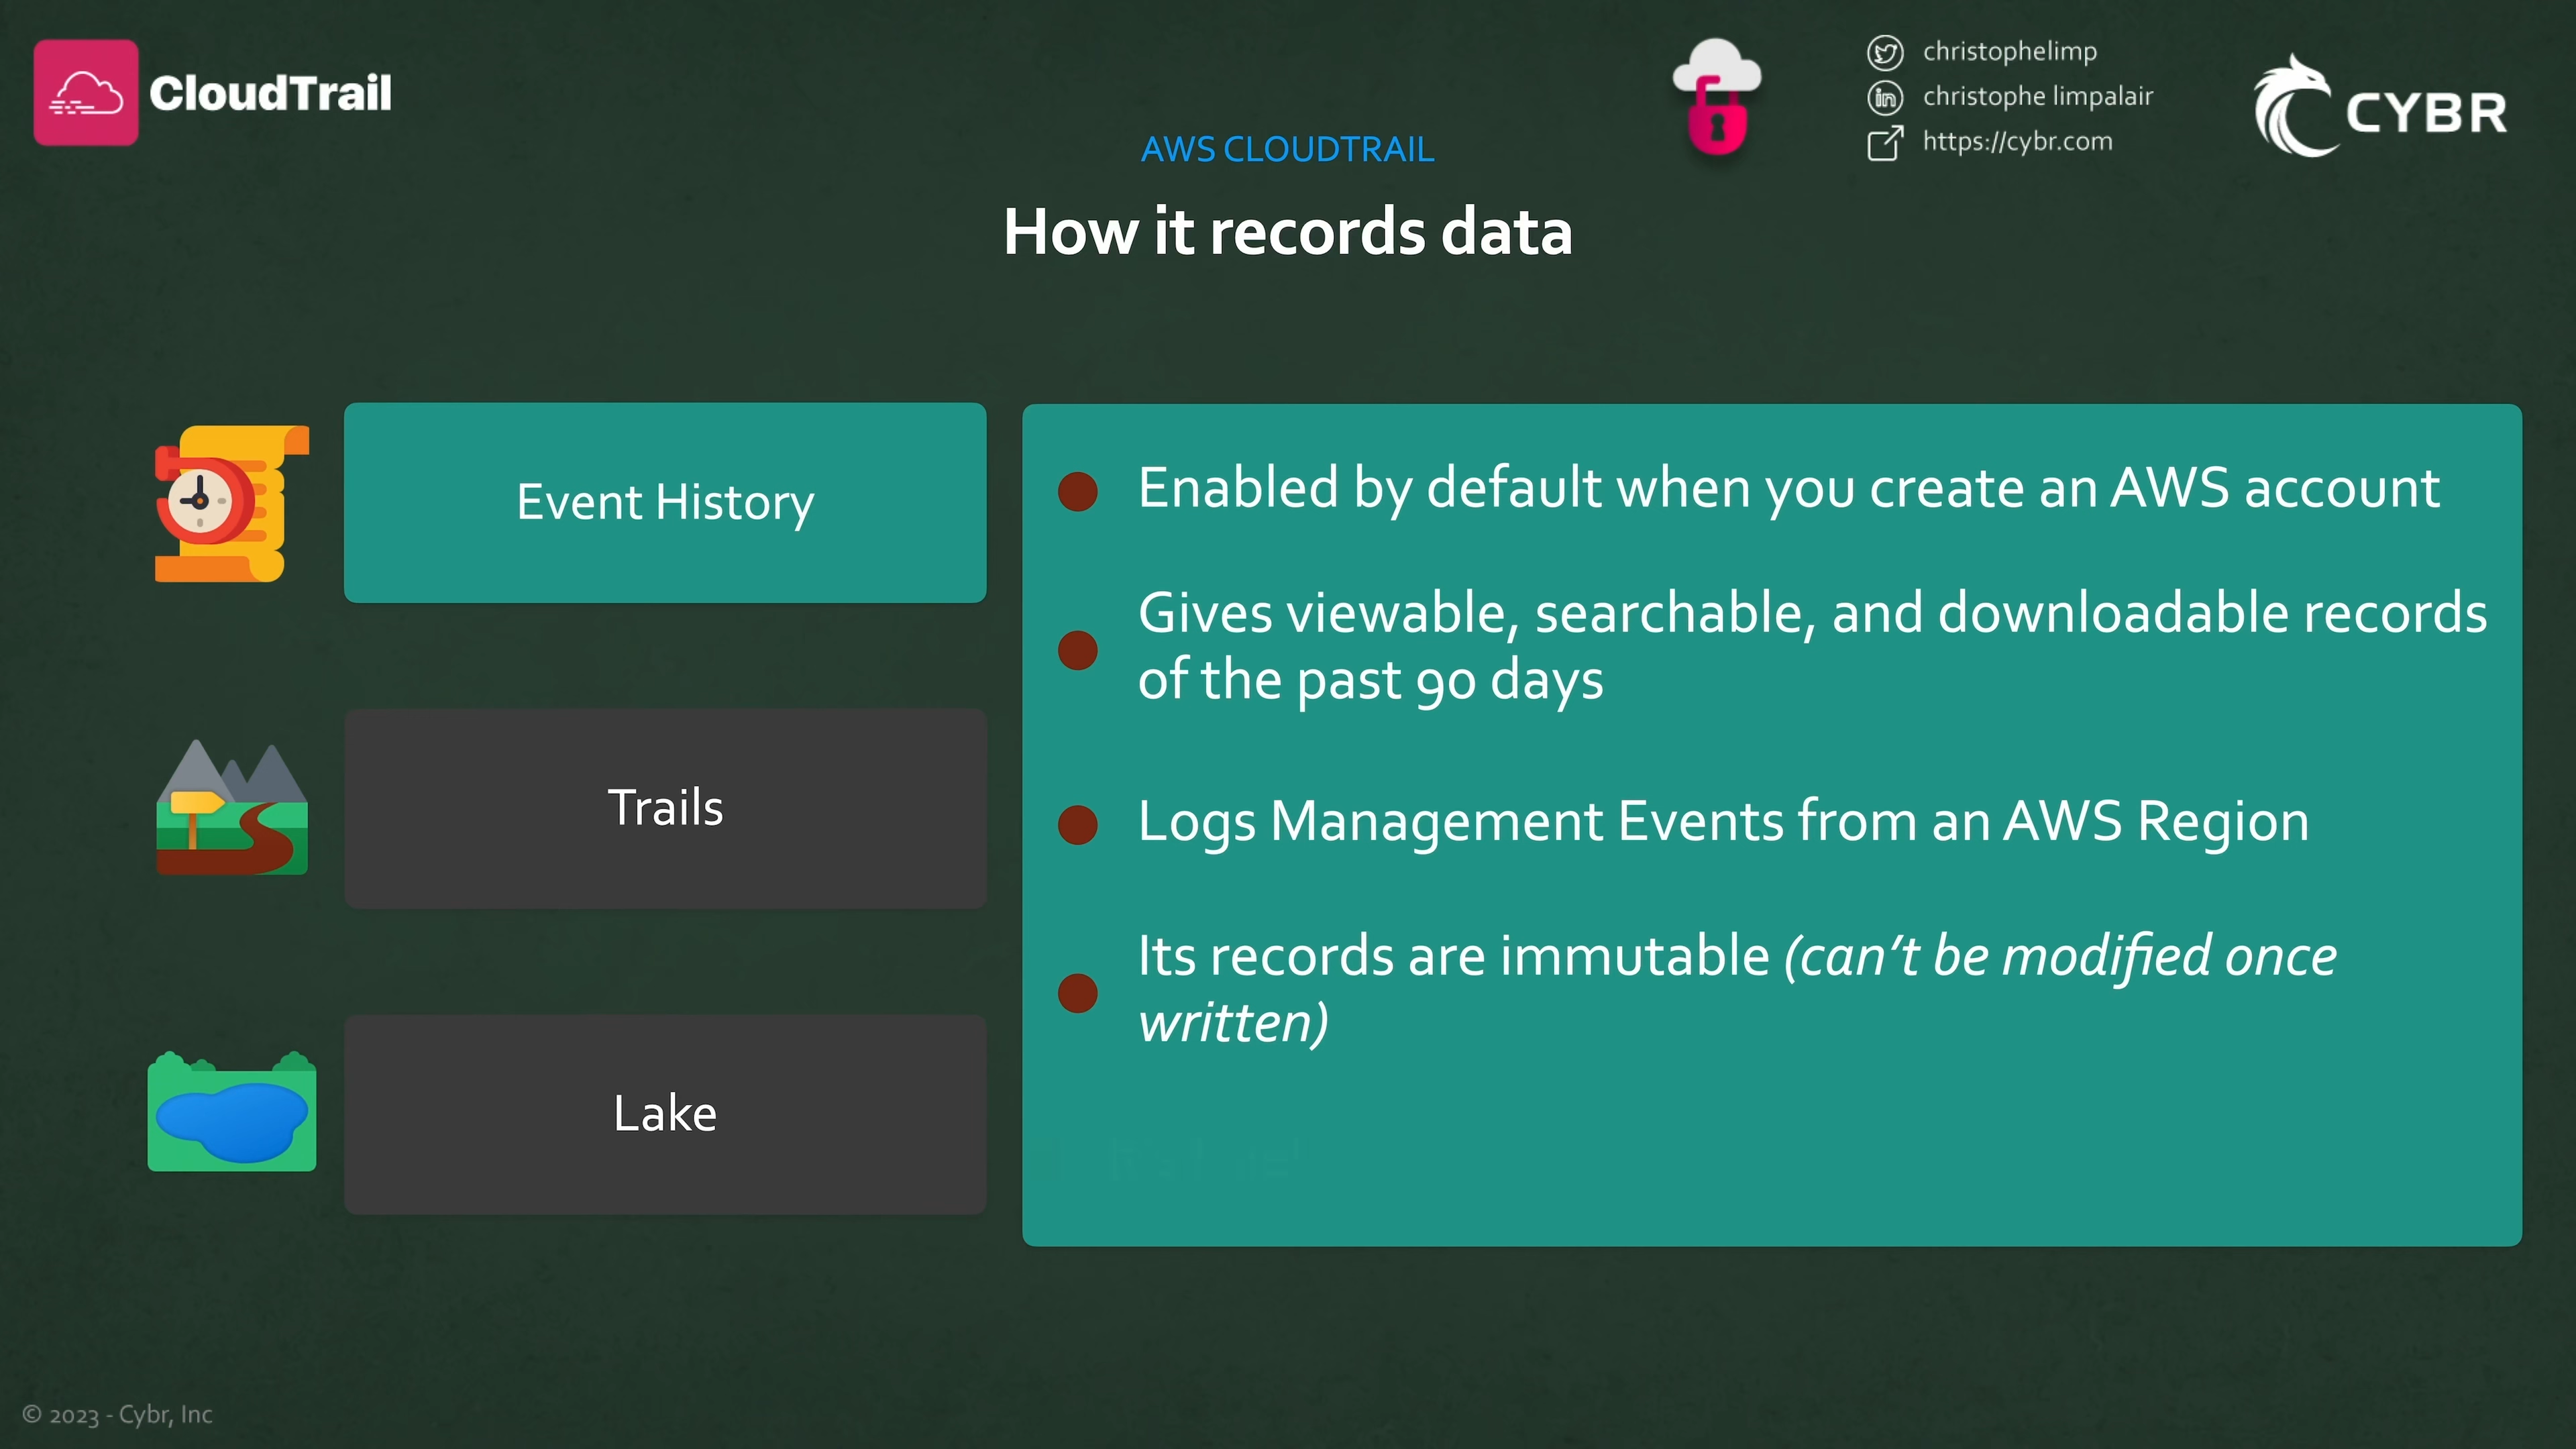 CloudTrail
christophelimp
christophe limpalair
https://cybr.com
CYBR
AWS CLOUDTRAIL
How it records data
Event History
Trails
Lake
Enabled by default when you create an AWS account
Gives viewable, searchable, and downloadable records
of the past 90 days
Logs Management Events from an AWS Region
Its records are immutable (can’t be modified once
written)
© 2023 - Cybr, Inc